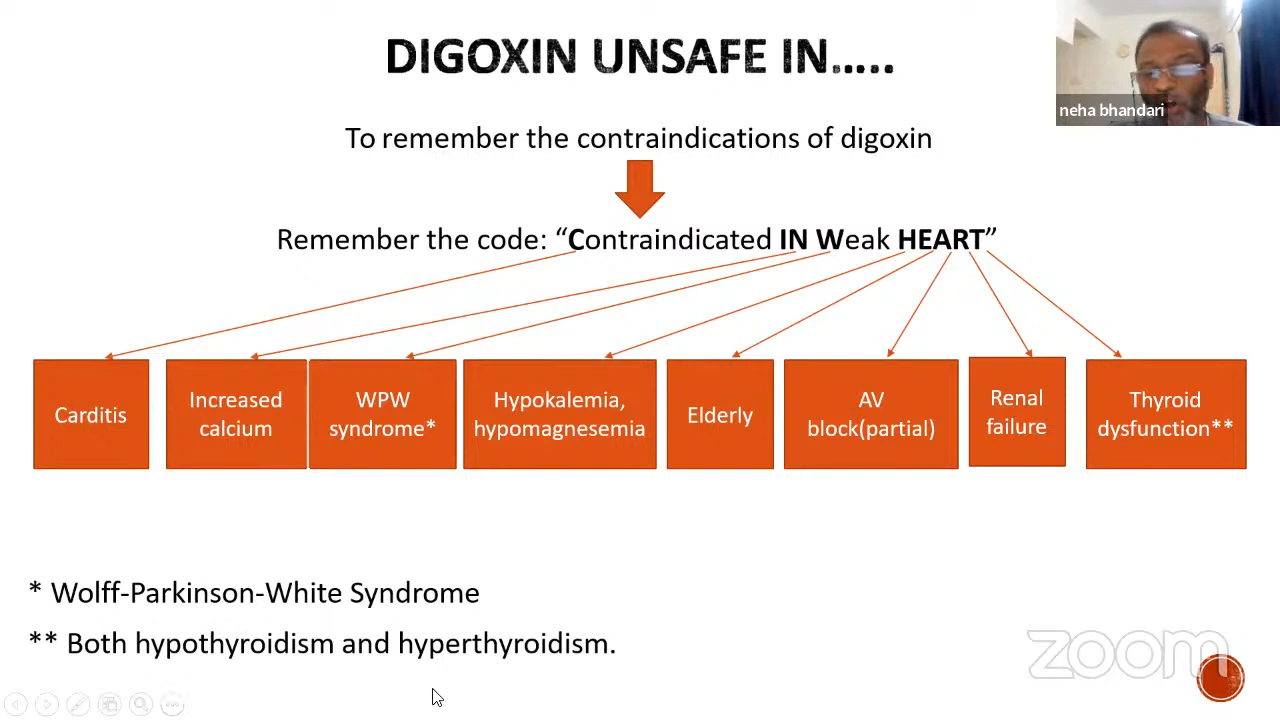 DIGOXIN UNSAFE IN.....
neha bhandari
To remember the contraindications of digoxin
Remember the code: “Contraindicated IN Weak HEART”
Carditis
Increased
calcium
WPW
syndrome*
Hypokalemia,
hypomagnesemia
Elderly
AV
block(partial)
Renal
failure
Thyroid
dysfunction**
* Wolff-Parkinson-White Syndrome
** Both hypothyroidism and hyperthyroidism.
zoom